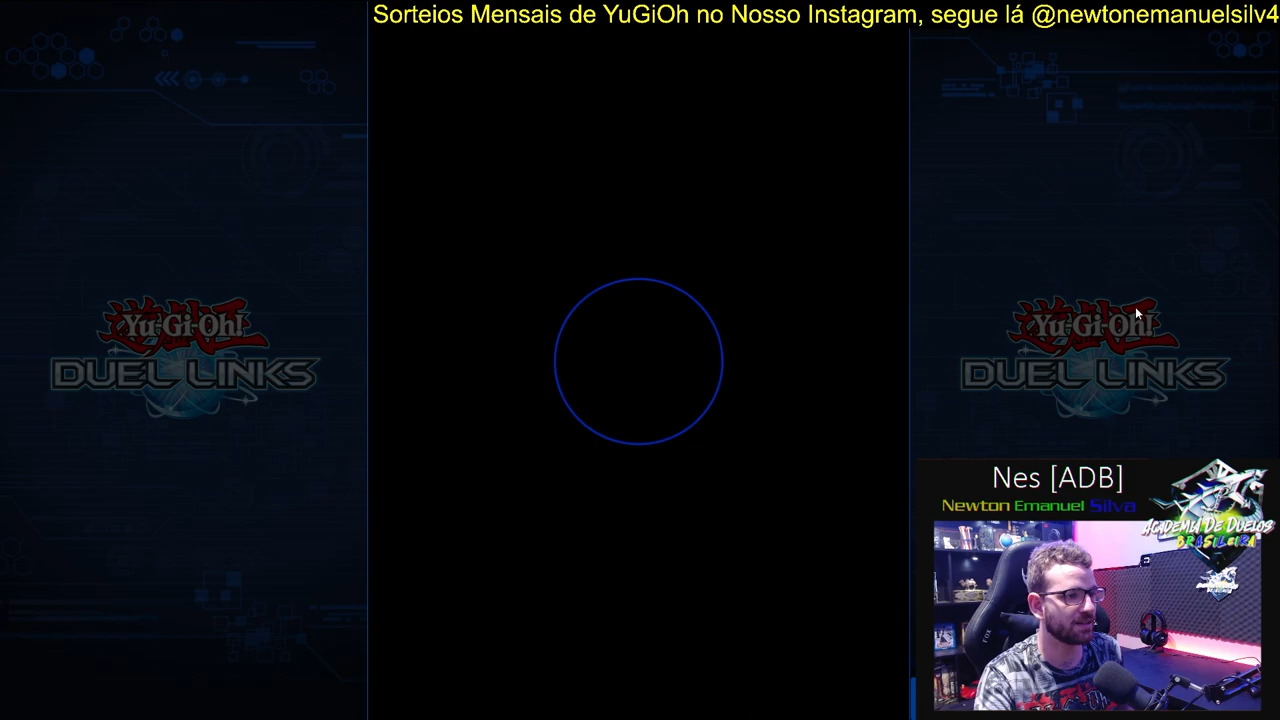 Sorteios Mensais de YuGiOh no Nosso Instagram, segue lá @newtonemanuelsilv4
Yu-Gi-Oh!
DUEL LINKS
Yu-Gi-Oh!
DUEL LINKS
Nes [ADB]
Newton Emanuel Silva
ACADEMIA DE DUELOS
BRASILEIRA